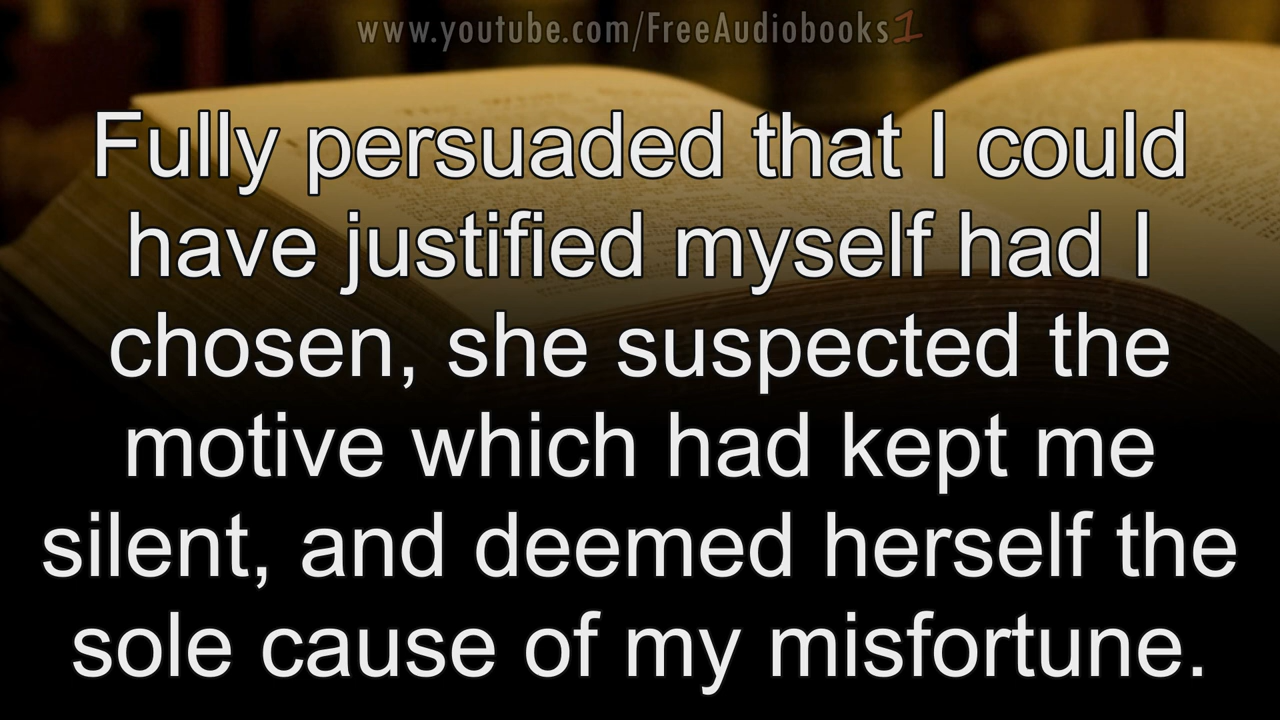 www.youtube.com/FreeAudiobooks1
Fully persuaded that I could
have justified myself had I
chosen, she suspected the
motive which had kept me
silent, and deemed herself the
sole cause of my misfortune.